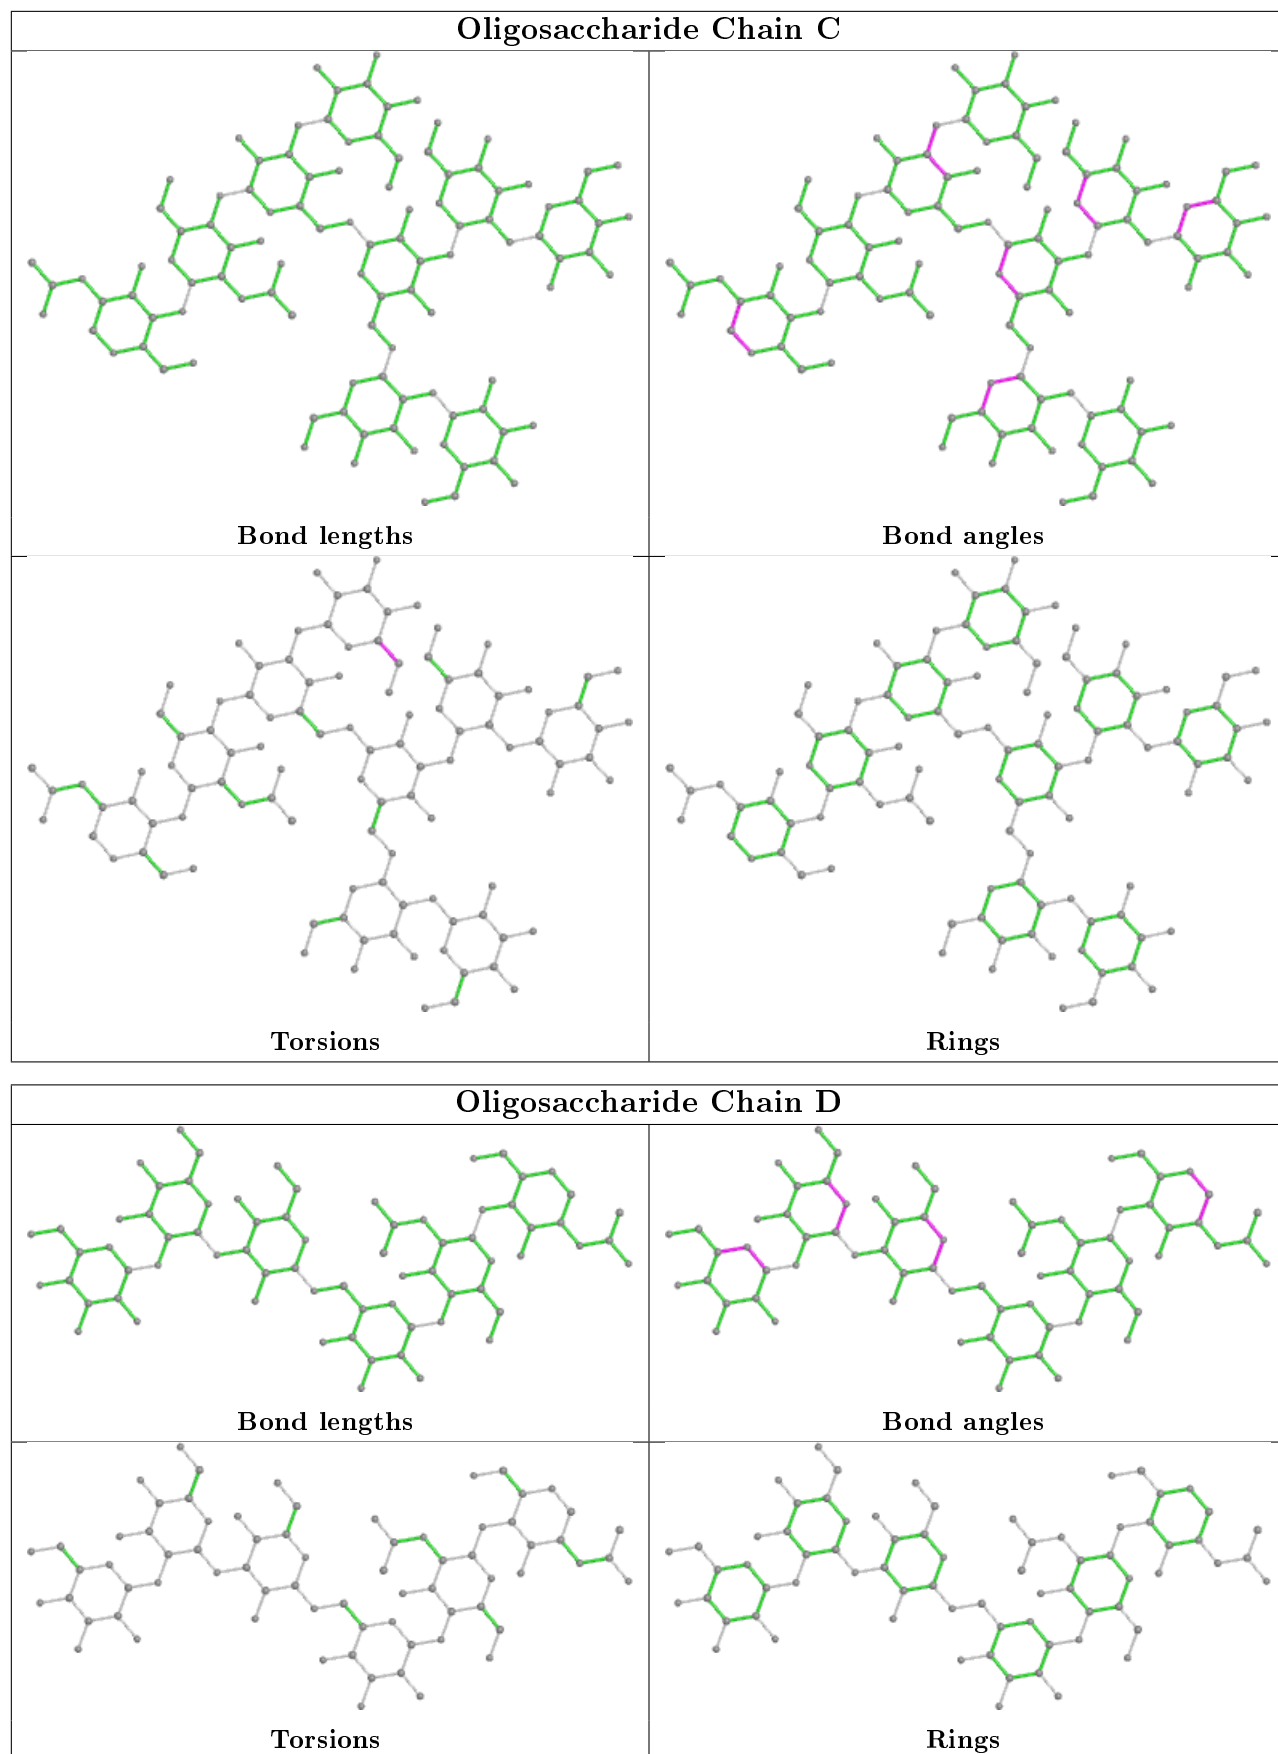 Oligosaccharide Chain C
Bond lengths
Bond angles
Torsions
Rings
Oligosaccharide Chain D
Bond lengths
Bond angles
Torsions
Rings